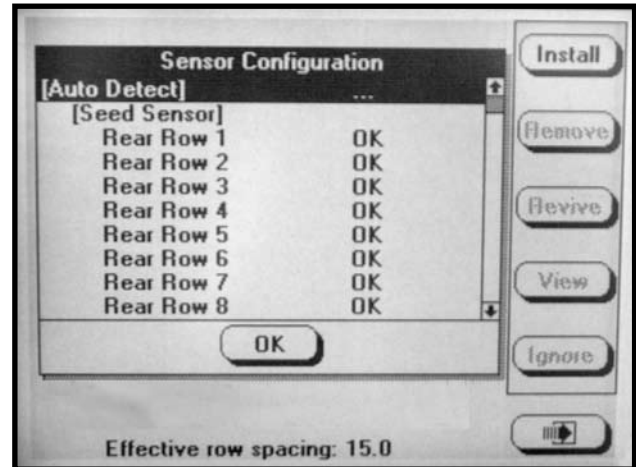 Sensor Configuration
[Auto Detect] ...
[Seed Sensor]
Rear Row 1 OK
Rear Row 2 OK
Rear Row 3 OK
Rear Row 4 OK
Rear Row 5 OK
Rear Row 6 OK
Rear Row 7 OK
Rear Row 8 OK
OK
Effective row spacing: 15.0
Install
Remove
Revive
View
Ignore